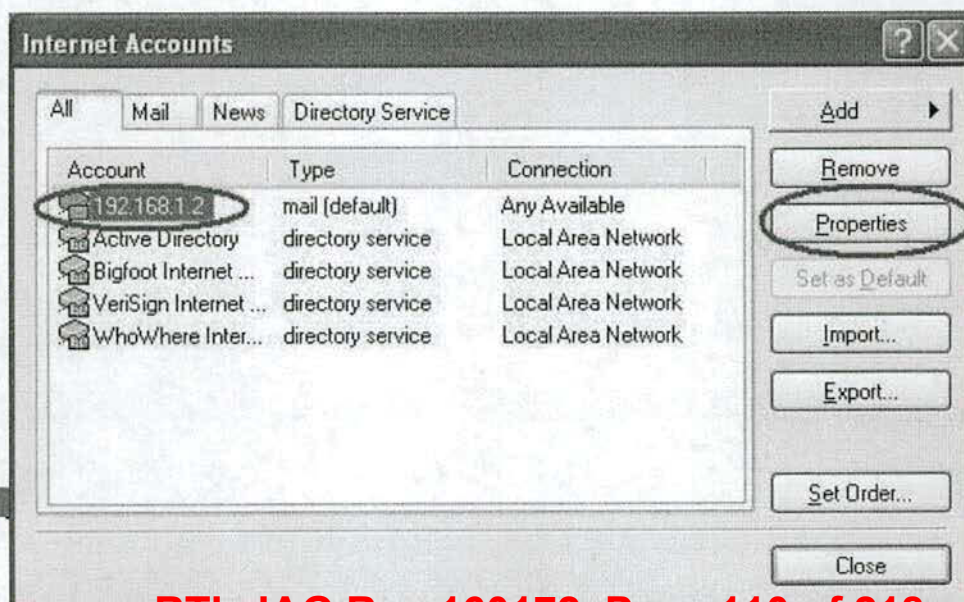 Internet Accounts
All Mail News Directory Service
Account Type Connection
192.168.1.2 mail (default) Any Available
Active Directory directory service Local Area Network
Bigfoot Internet ... directory service Local Area Network
VeriSign Internet ... directory service Local Area Network
WhoWhere Inter... directory service Local Area Network
Add
Remove
Properties
Set as Default
Import...
Export...
Set Order...
Close